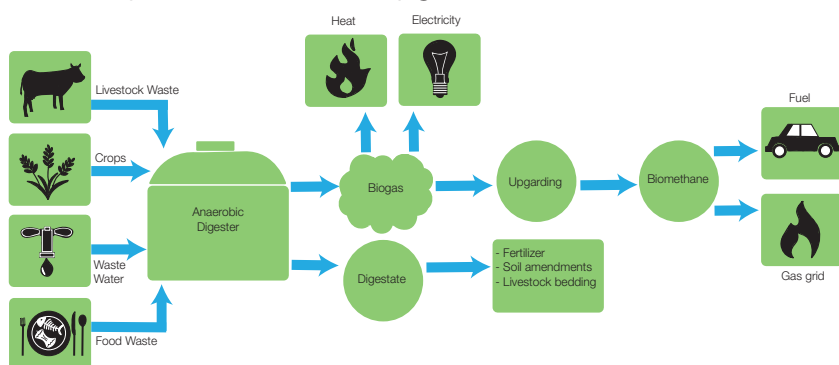 Heat
Electricity
Livestock Waste
Fuel
Crops
Biogas
Upgarding
Biomethane
Anaerobic
Digester
Waste
Water
Digestate
- Fertilizer
- Soil amendments
- Livestock bedding
Gas grid
Food Waste